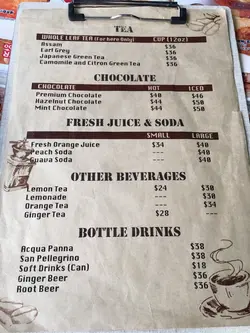 TEA
WHOLE LEAF TEA (For here Only) CUP (12oz)
Assam $36
Earl Grey $36
Japanese Green Tea $36
Camomile and Citron Green Tea $36
CHOCOLATE
CHOCOLATE HOT ICED
Premium Chocolate $40 $46
Hazelnut Chocolate $44 $50
Mint Chocolate $44 $50
FRESH JUICE & SODA
SMALL LARGE
Fresh Orange Juice $34 $40
Peach Soda --- $40
Guava Soda --- $40
OTHER BEVERAGES
Lemon Tea $24 $30
Lemonade --- $30
Orange Tea --- $34
Ginger Tea $28 ---
BOTTLE DRINKS
Acqua Panna $38
San Pellegrino $38
Soft Drinks (Can) $18
Ginger Beer $36
Root Beer $36